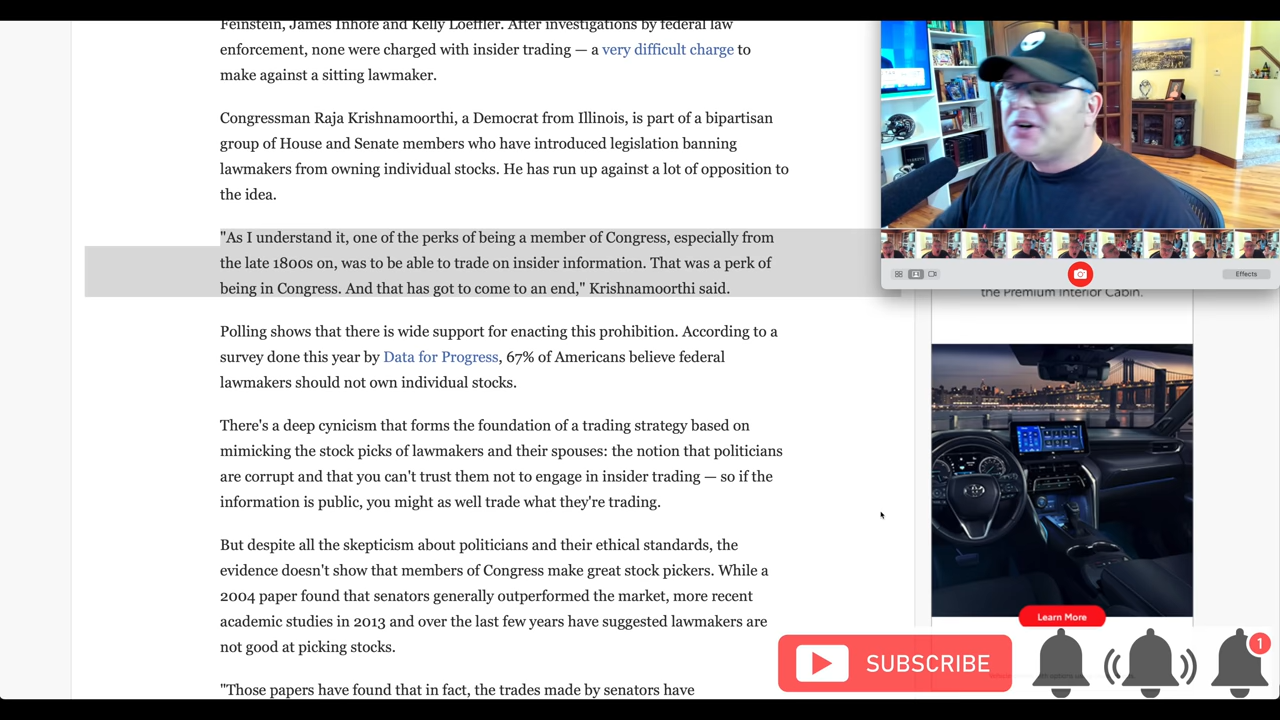 Feinstein, James Inhofe and Kelly Loeffler. After investigations by federal law
enforcement, none were charged with insider trading — a very difficult charge to
make against a sitting lawmaker.
Congressman Raja Krishnamoorthi, a Democrat from Illinois, is part of a bipartisan
group of House and Senate members who have introduced legislation banning
lawmakers from owning individual stocks. He has run up against a lot of opposition to
the idea.
"As I understand it, one of the perks of being a member of Congress, especially from
the late 1800s on, was to be able to trade on insider information. That was a perk of
being in Congress. And that has got to come to an end," Krishnamoorthi said.
Polling shows that there is wide support for enacting this prohibition. According to a
survey done this year by Data for Progress, 67% of Americans believe federal
lawmakers should not own individual stocks.
There's a deep cynicism that forms the foundation of a trading strategy based on
mimicking the stock picks of lawmakers and their spouses: the notion that politicians
are corrupt and that you can't trust them not to engage in insider trading — so if the
information is public, you might as well trade what they're trading.
But despite all the skepticism about politicians and their ethical standards, the
evidence doesn't show that members of Congress make great stock pickers. While a
2004 paper found that senators generally outperformed the market, more recent
academic studies in 2013 and over the last few years have suggested lawmakers are
not good at picking stocks.
"Those papers have found that in fact, the trades made by senators have
Effects
the Premium Interior Cabin.
Learn More
SUBSCRIBE
1